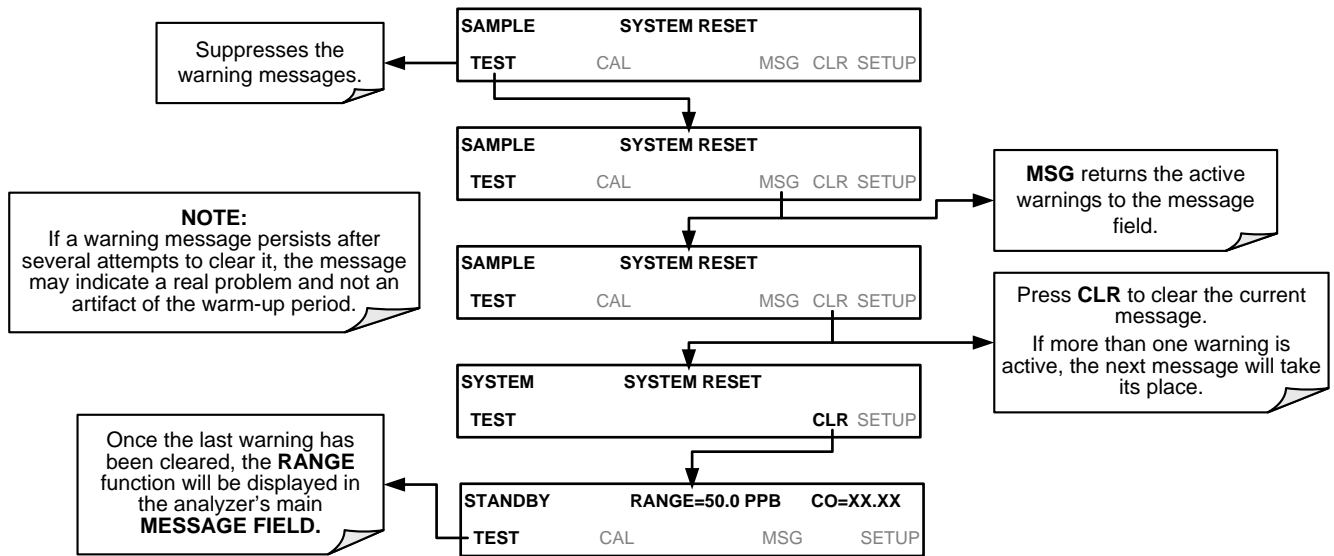 Suppresses the
warning messages.
SAMPLE SYSTEM RESET
TEST CAL MSG CLR SETUP
SAMPLE SYSTEM RESET
TEST CAL MSG CLR SETUP
MSG returns the active
warnings to the message
field.
NOTE:
If a warning message persists after
several attempts to clear it, the message
may indicate a real problem and not an
artifact of the warm-up period.
SAMPLE SYSTEM RESET
TEST CAL MSG CLR SETUP
Press CLR to clear the current
message.
If more than one warning is
active, the next message will take
its place.
SYSTEM SYSTEM RESET
TEST CLR SETUP
Once the last warning has
been cleared, the RANGE
function will be displayed in
the analyzer's main
MESSAGE FIELD.
STANDBY RANGE=50.0 PPB CO=XX.XX
TEST CAL MSG SETUP